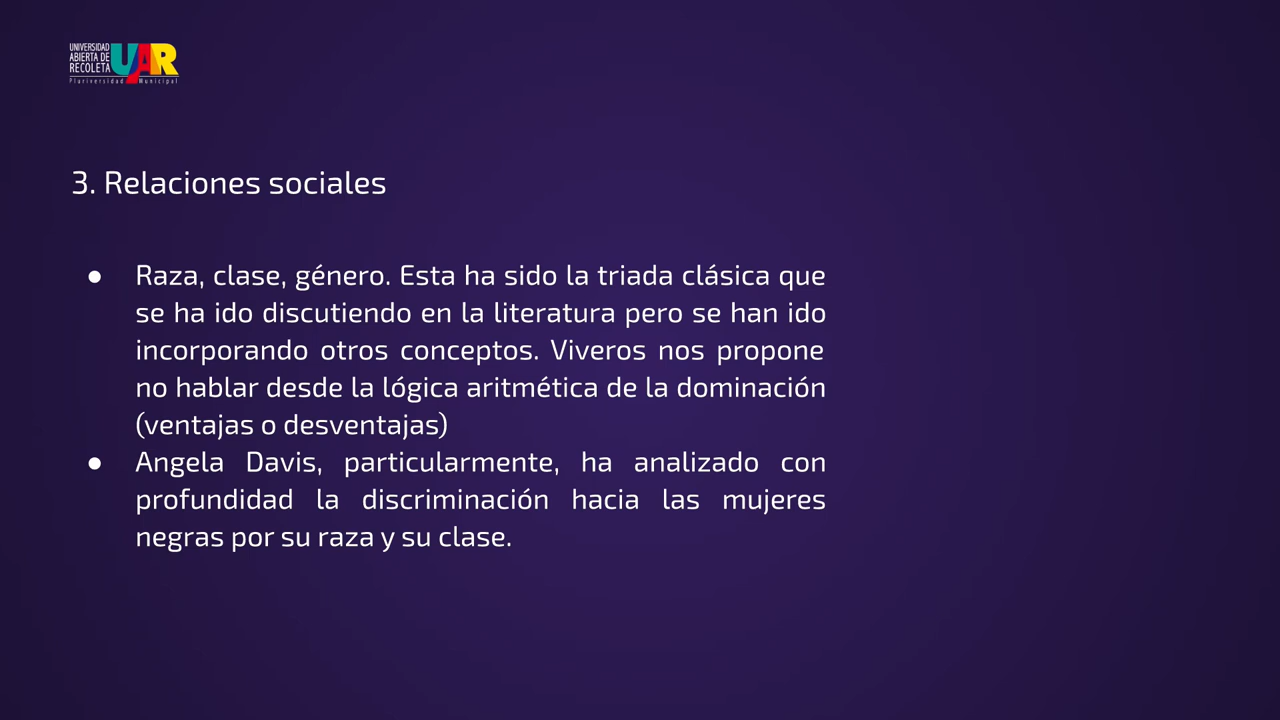 UNIVERSIDAD
ABIERTA DE
RECOLETA
UAR
Pluriversidad Municipal
3. Relaciones sociales
● Raza, clase, género. Esta ha sido la triada clásica que
se ha ido discutiendo en la literatura pero se han ido
incorporando otros conceptos. Viveros nos propone
no hablar desde la lógica aritmética de la dominación
(ventajas o desventajas)
● Angela Davis, particularmente, ha analizado con
profundidad la discriminación hacia las mujeres
negras por su raza y su clase.